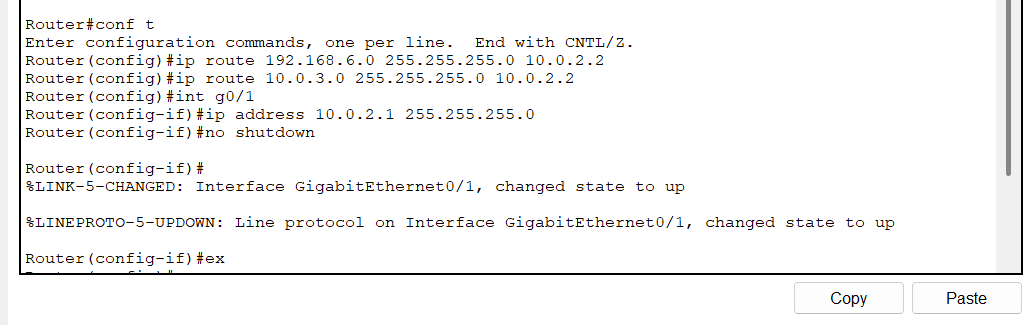 Router#conf t
Enter configuration commands, one per line.  End with CNTL/Z.
Router(config)#ip route 192.168.6.0 255.255.255.0 10.0.2.2
Router(config)#ip route 10.0.3.0 255.255.255.0 10.0.2.2
Router(config)#int g0/1
Router(config-if)#ip address 10.0.2.1 255.255.255.0
Router(config-if)#no shutdown
Router(config-if)#
%LINK-5-CHANGED: Interface GigabitEthernet0/1, changed state to up
%LINEPROTO-5-UPDOWN: Line protocol on Interface GigabitEthernet0/1, changed state to up
Router(config-if)#ex
Copy Paste